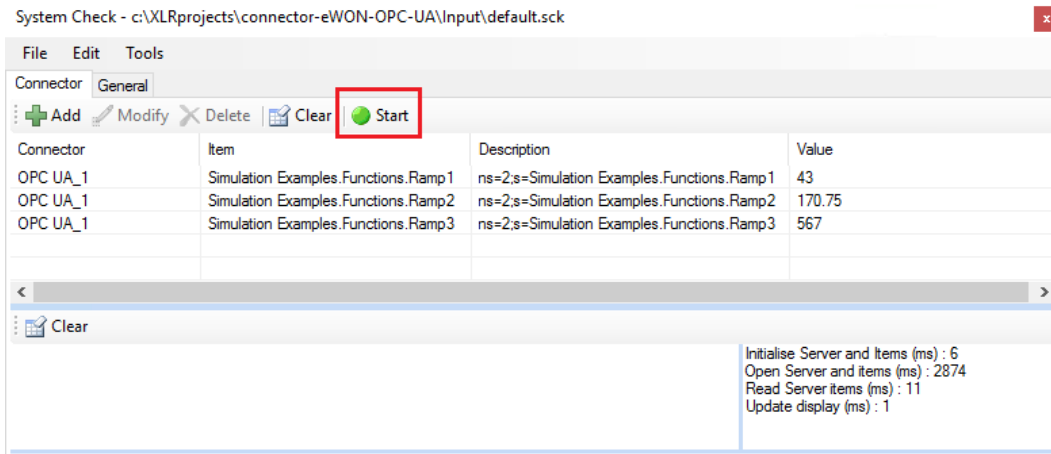 System Check - c:\XLRprojects\connector-eWON-OPC-UA\Input\default.sck
x
File Edit Tools
Connector General
Add Modify Delete Clear Start
Connector Item Description Value
OPC UA_1 Simulation Examples.Functions.Ramp1 ns=2;s=Simulation Examples.Functions.Ramp1 43
OPC UA_1 Simulation Examples.Functions.Ramp2 ns=2;s=Simulation Examples.Functions.Ramp2 170.75
OPC UA_1 Simulation Examples.Functions.Ramp3 ns=2;s=Simulation Examples.Functions.Ramp3 567
Clear
Initialise Server and Items (ms) : 6
Open Server and items (ms) : 2874
Read Server items (ms) : 11
Update display (ms) : 1